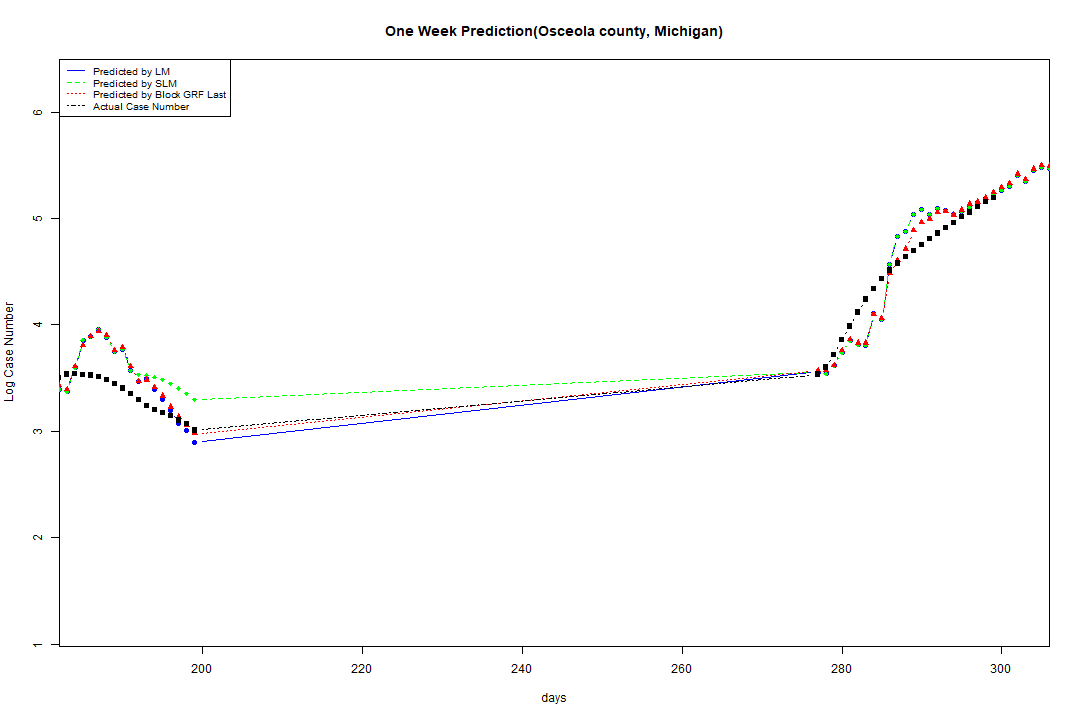 One Week Prediction(Osceola county, Michigan)
Predicted by LM
Predicted by SLM
Predicted by Block GRF Last
Actual Case Number
Log Case Number
6
5
4
3
2
1
200 220 240 260 280 300
days